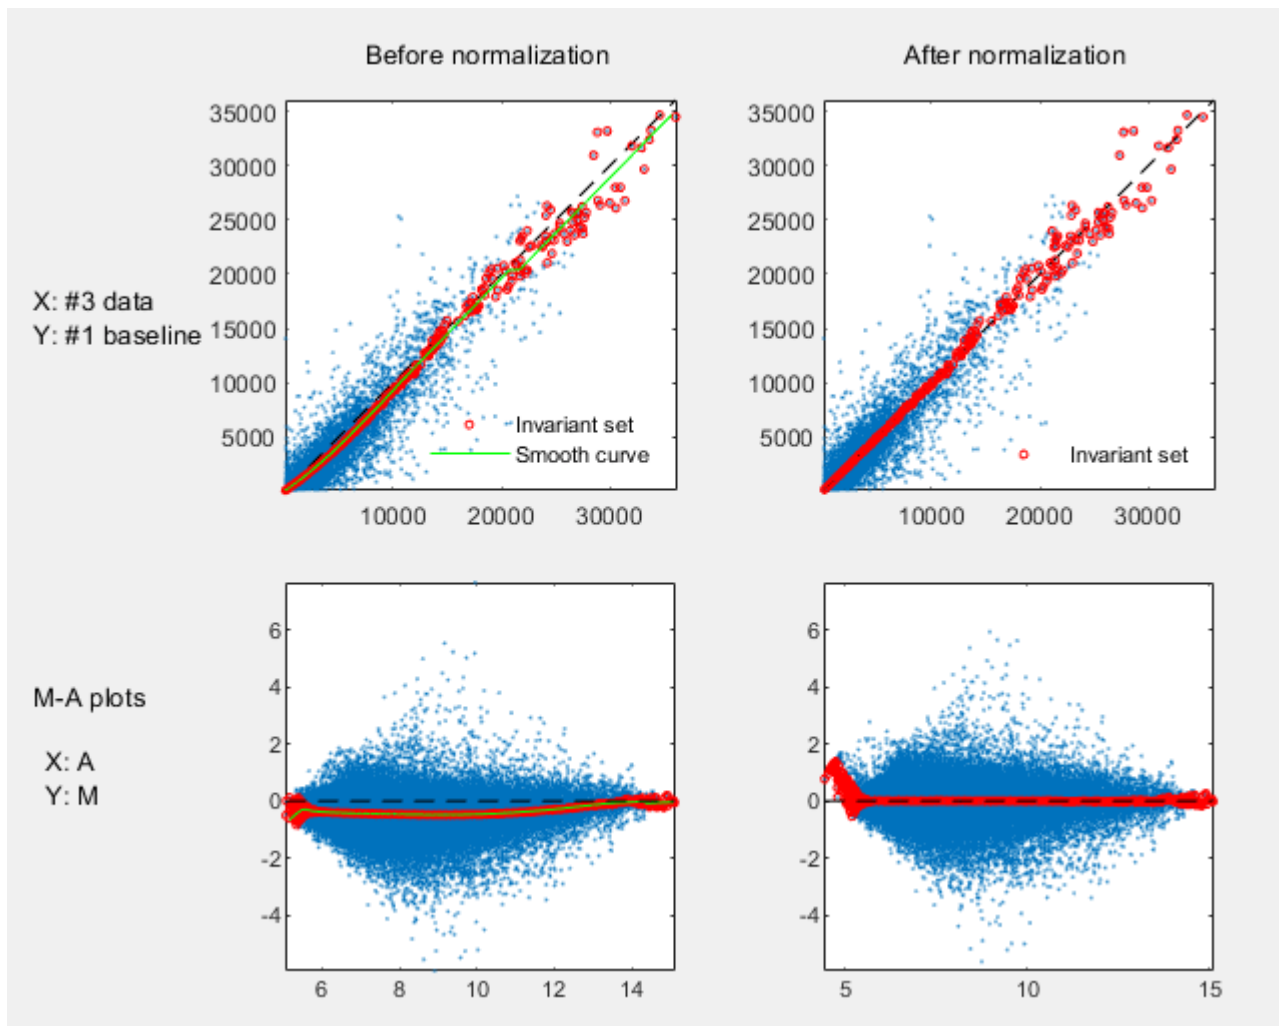 Before normalization
After normalization
X: #3 data
Y: #1 baseline
35000
30000
25000
20000
15000
10000
5000
Invariant set
Smooth curve
10000 20000 30000
35000
30000
25000
20000
15000
10000
5000
Invariant set
10000 20000 30000
M-A plots
X: A
Y: M
6
4
2
0
-2
-4
6 8 10 12 14
6
4
2
0
-2
-4
5 10 15